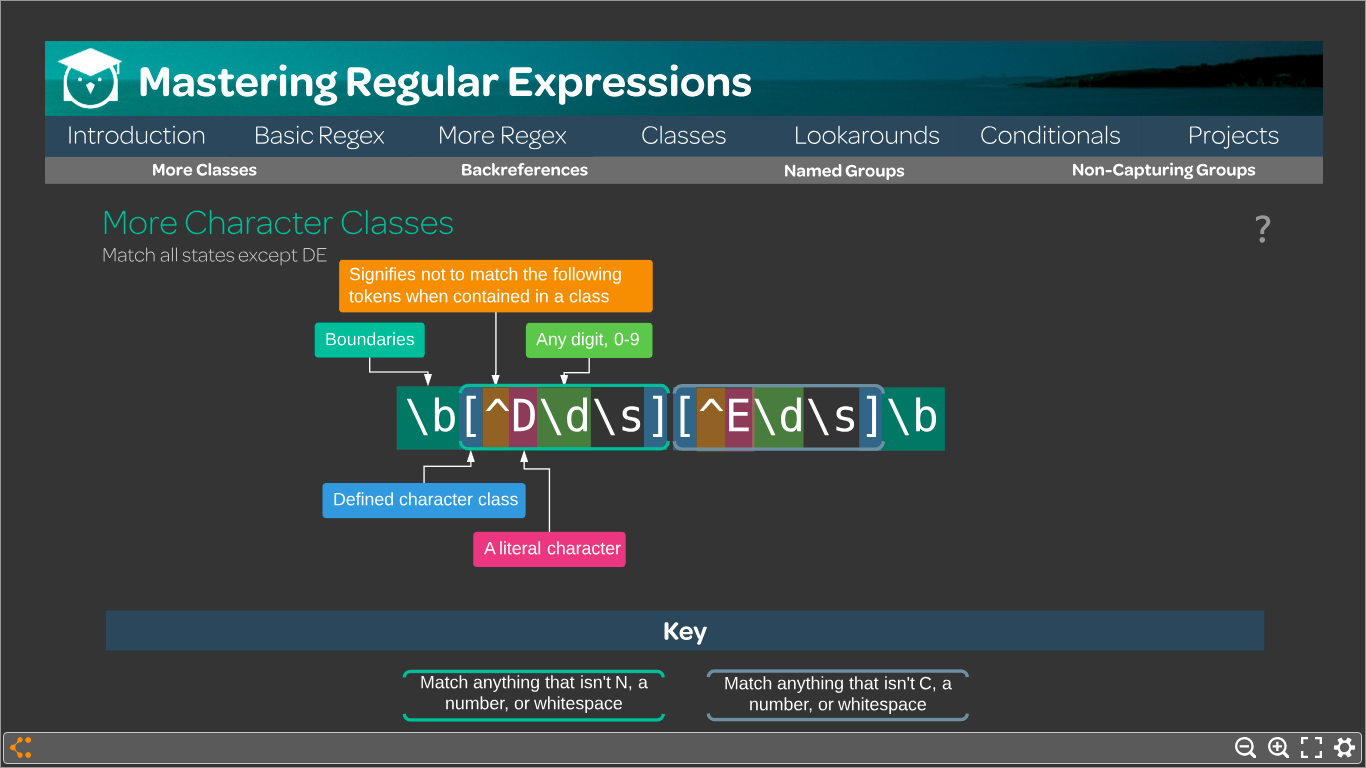 Mastering Regular Expressions
Introduction Basic Regex More Regex Classes Lookarounds Conditionals Projects
More Classes Backreferences Named Groups Non-Capturing Groups
More Character Classes
?
Match all states except DE
Signifies not to match the following
tokens when contained in a class
Boundaries
Any digit, 0-9
\b[^D\d\s][^E\d\s]\b
Defined character class
A literal character
Key
Match anything that isn't N, a
number, or whitespace
Match anything that isn't C, a
number, or whitespace